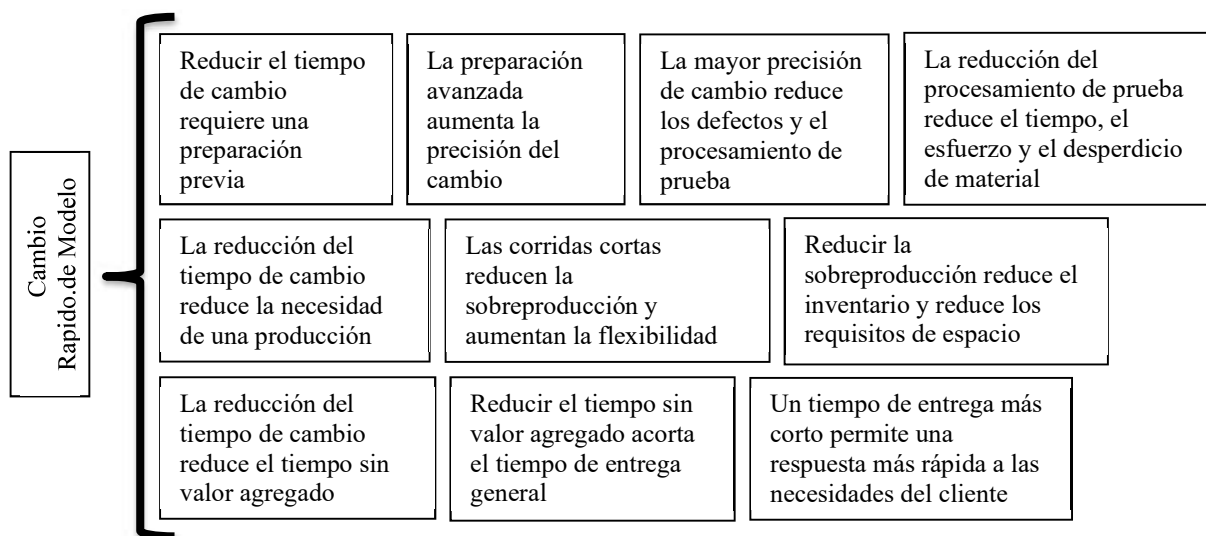 Cambio
Rapido.de Modelo
Reducir el tiempo
de cambio
requiere una
preparación
previa
La preparación
avanzada
aumenta la
precisión del
cambio
La mayor precisión
de cambio reduce
los defectos y el
procesamiento de
prueba
La reducción del
procesamiento de prueba
reduce el tiempo, el
esfuerzo y el desperdicio
de material
La reducción del
tiempo de cambio
reduce la necesidad
de una producción
Las corridas cortas
reducen la
sobreproducción y
aumentan la flexibilidad
Reducir la
sobreproducción reduce el
inventario y reduce los
requisitos de espacio
La reducción del
tiempo de cambio
reduce el tiempo sin
valor agregado
Reducir el tiempo sin
valor agregado acorta
el tiempo de entrega
general
Un tiempo de entrega más
corto permite una
respuesta más rápida a las
necesidades del cliente